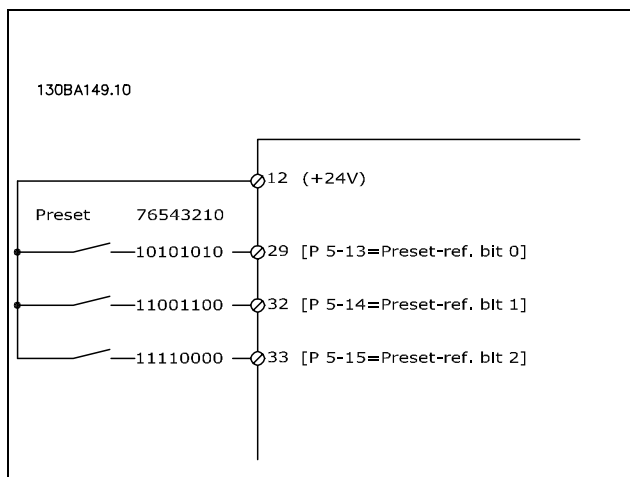 130BA149.10
12 (+24V)
Preset 76543210
10101010 29 [P 5-13=Preset-ref. bit 0]
11001100 32 [P 5-14=Preset-ref. bit 1]
11110000 33 [P 5-15=Preset-ref. bit 2]